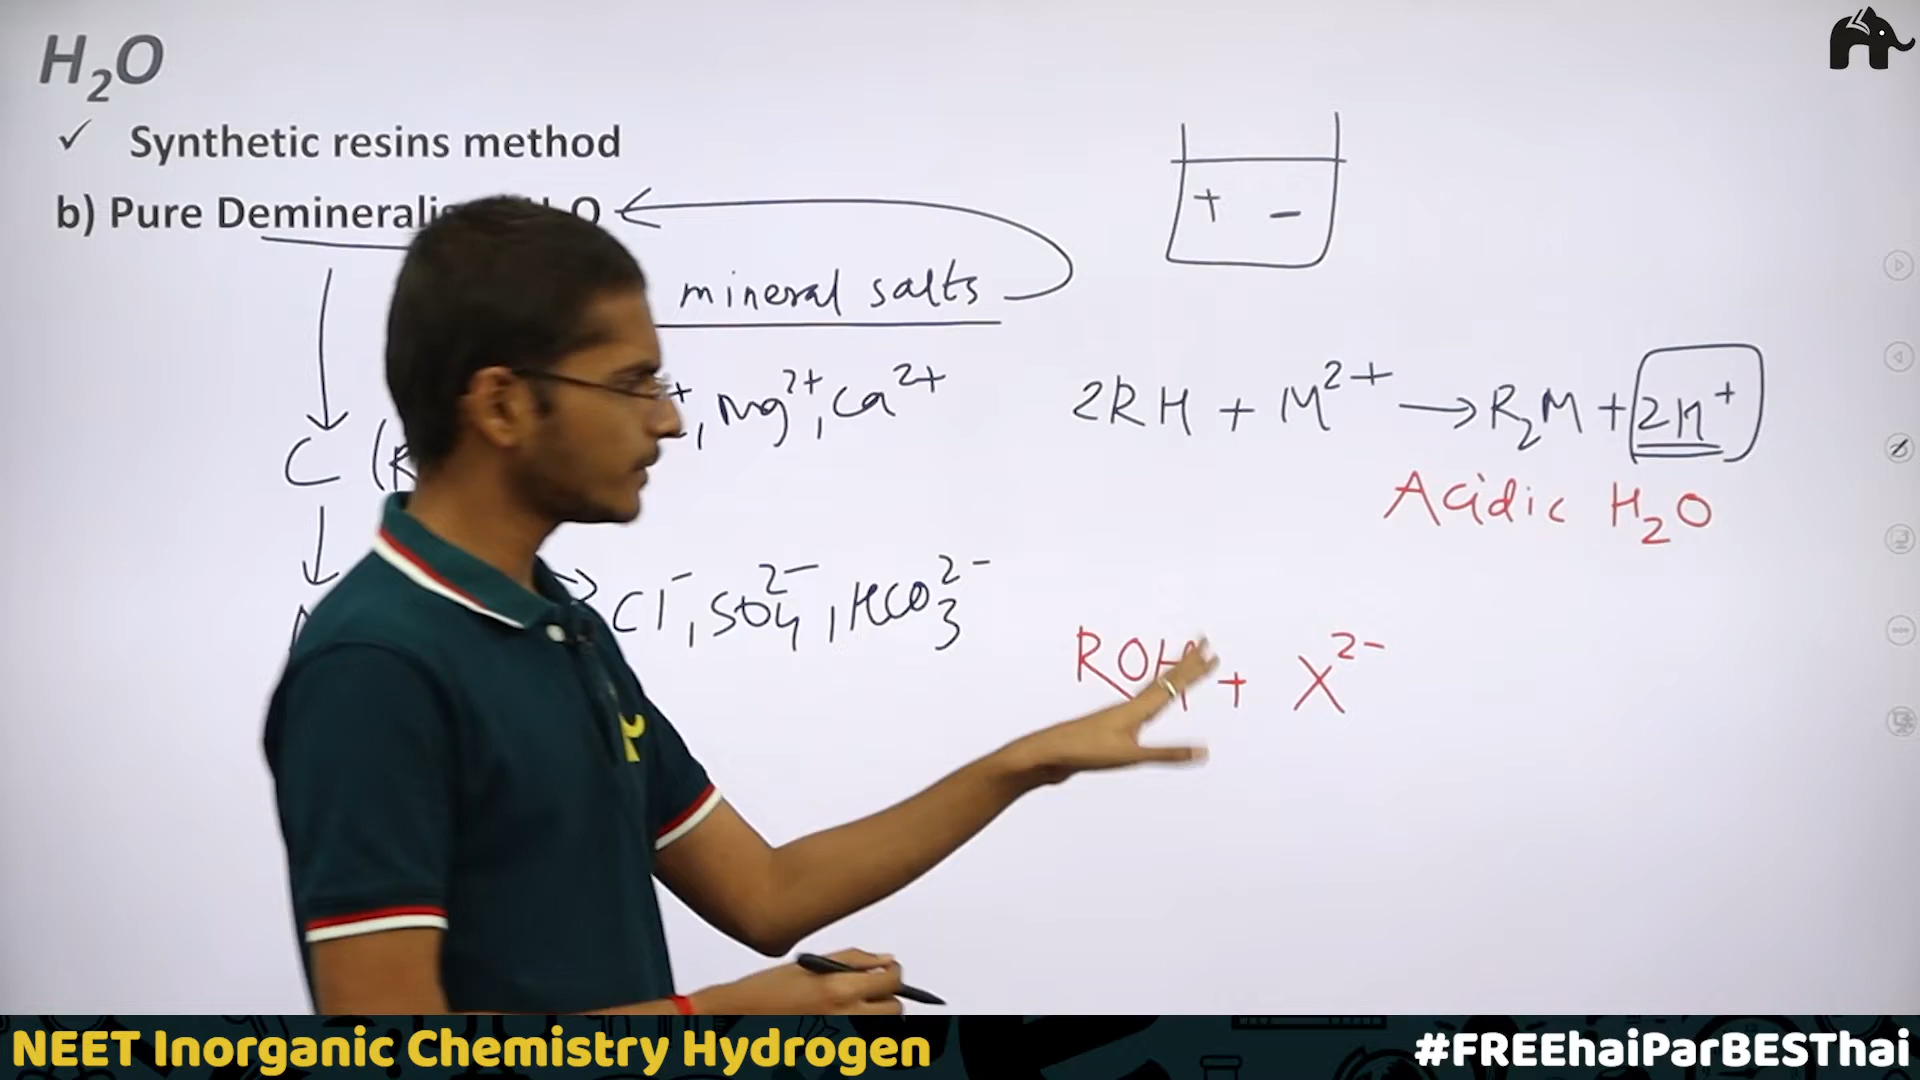 H₂O
✓ Synthetic resins method
b) Pure Demineralis H₂O
mineral salts
+ −
+, Mg²⁺, Ca²⁺
C (R
2RH + M²⁺ → R₂M + 2H⁺
Acidic H₂O
→ Cl⁻, SO₄²⁻, HCO₃²⁻
ROH + X²⁻
NEET Inorganic Chemistry Hydrogen
#FREEhaiParBESThai